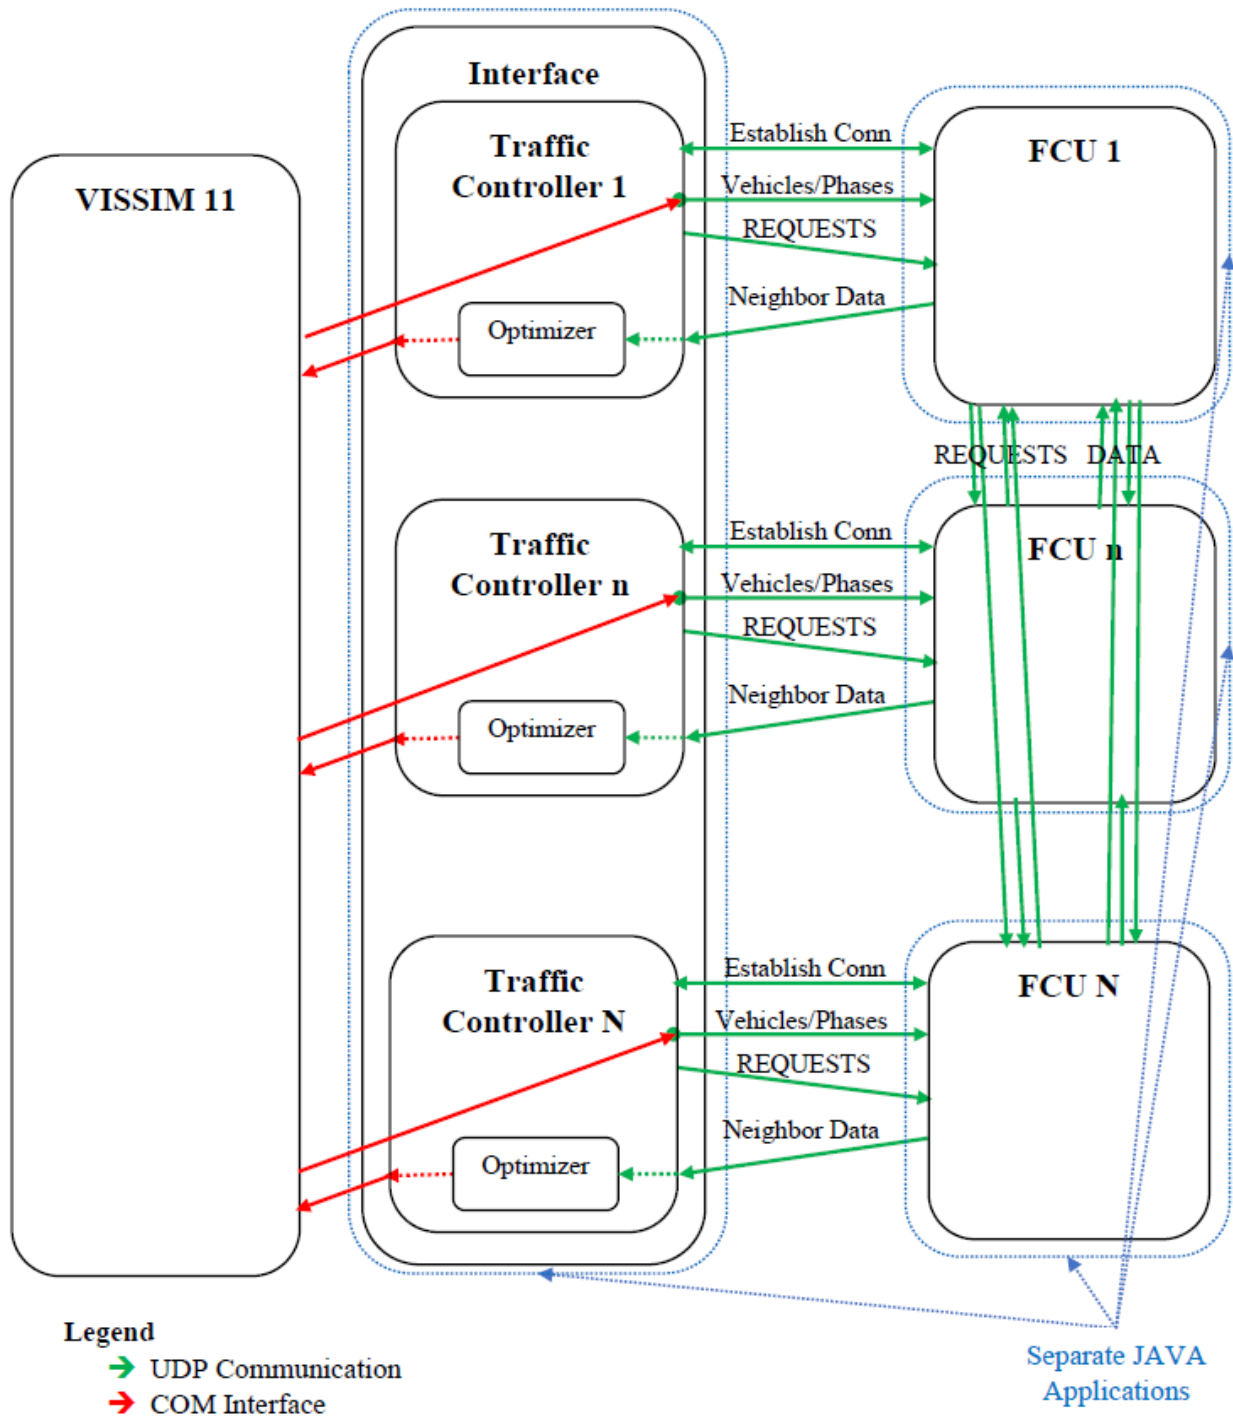 Interface
VISSIM 11
Traffic
Controller 1
Optimizer
Establish Conn
Vehicles/Phases
REQUESTS
Neighbor Data
FCU 1
REQUESTS DATA
Traffic
Controller n
Optimizer
Establish Conn
Vehicles/Phases
REQUESTS
Neighbor Data
FCU n
Traffic
Controller N
Optimizer
Establish Conn
Vehicles/Phases
REQUESTS
Neighbor Data
FCU N
Legend
UDP Communication
COM Interface
Separate JAVA
Applications